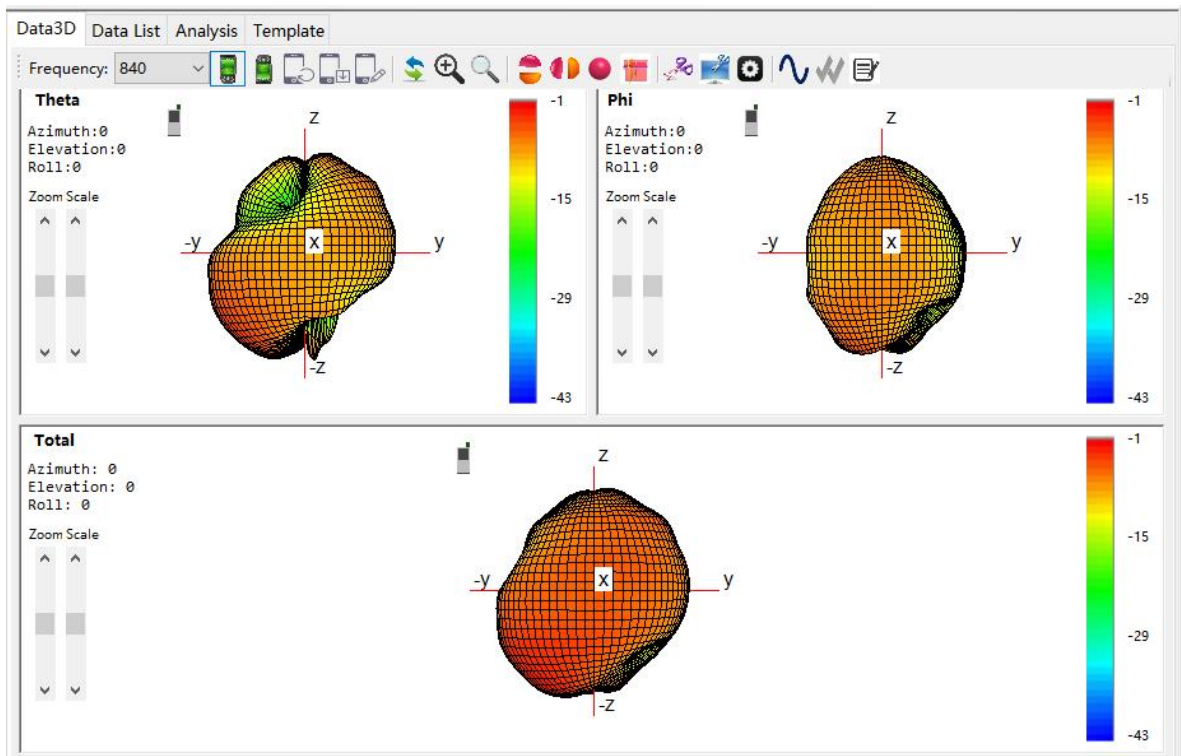 Data3D Data List Analysis Template
Frequency: 840
Theta
Azimuth:0
Elevation:0
Roll:0
Zoom Scale
Z
-y x y
-Z
-1
-15
-29
-43
Phi
Azimuth:0
Elevation:0
Roll:0
Zoom Scale
Z
-y x y
-Z
-1
-15
-29
-43
Total
Azimuth: 0
Elevation: 0
Roll: 0
Zoom Scale
Z
-y x y
-Z
-1
-15
-29
-43